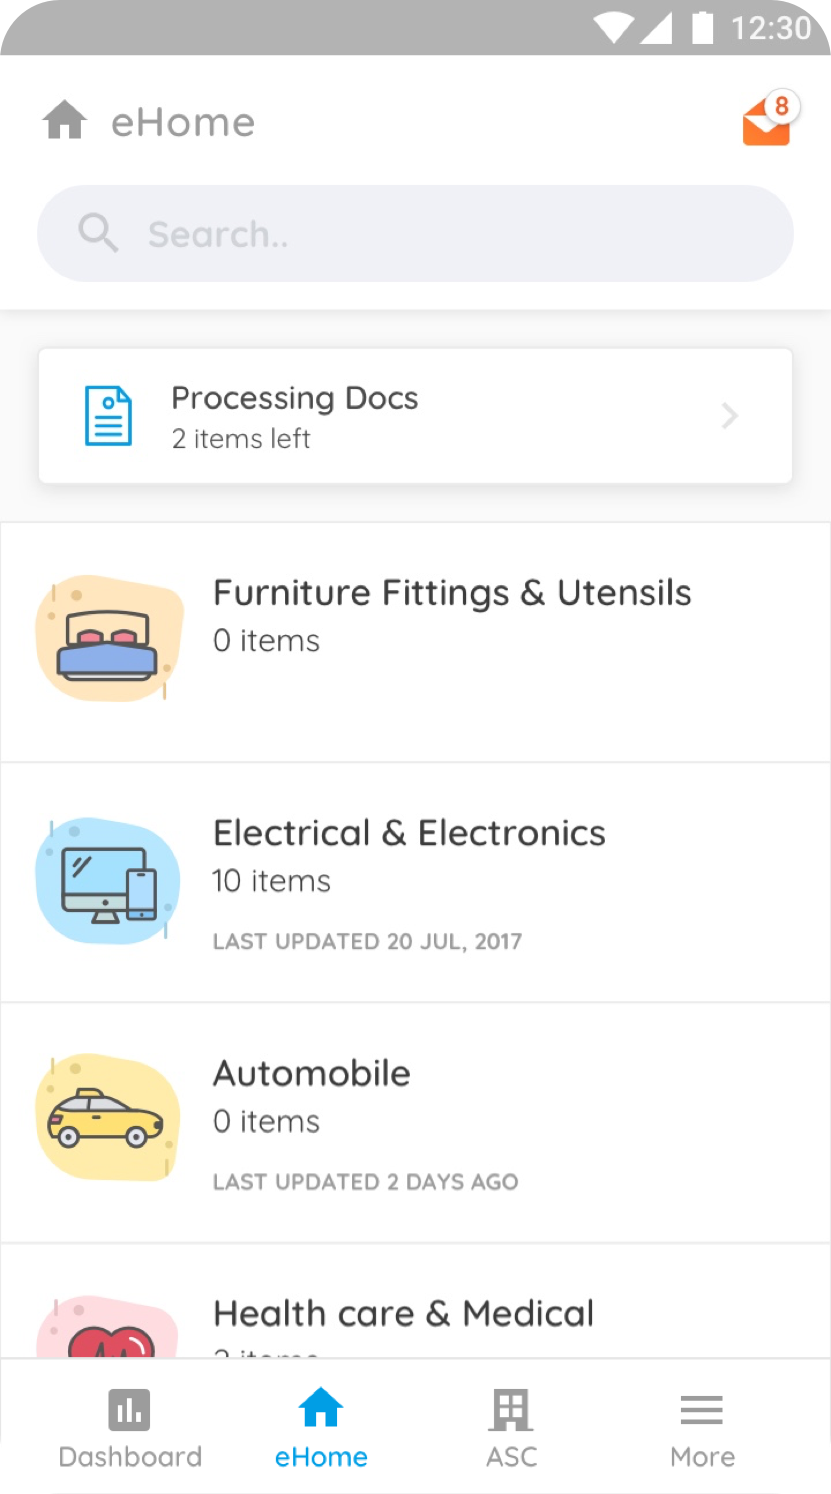 12:30
eHome
8
Search..
Processing Docs
2 items left
Furniture Fittings & Utensils
0 items
Electrical & Electronics
10 items
LAST UPDATED 20 JUL, 2017
Automobile
0 items
LAST UPDATED 2 DAYS AGO
Health care & Medical
Dashboard
eHome
ASC
More